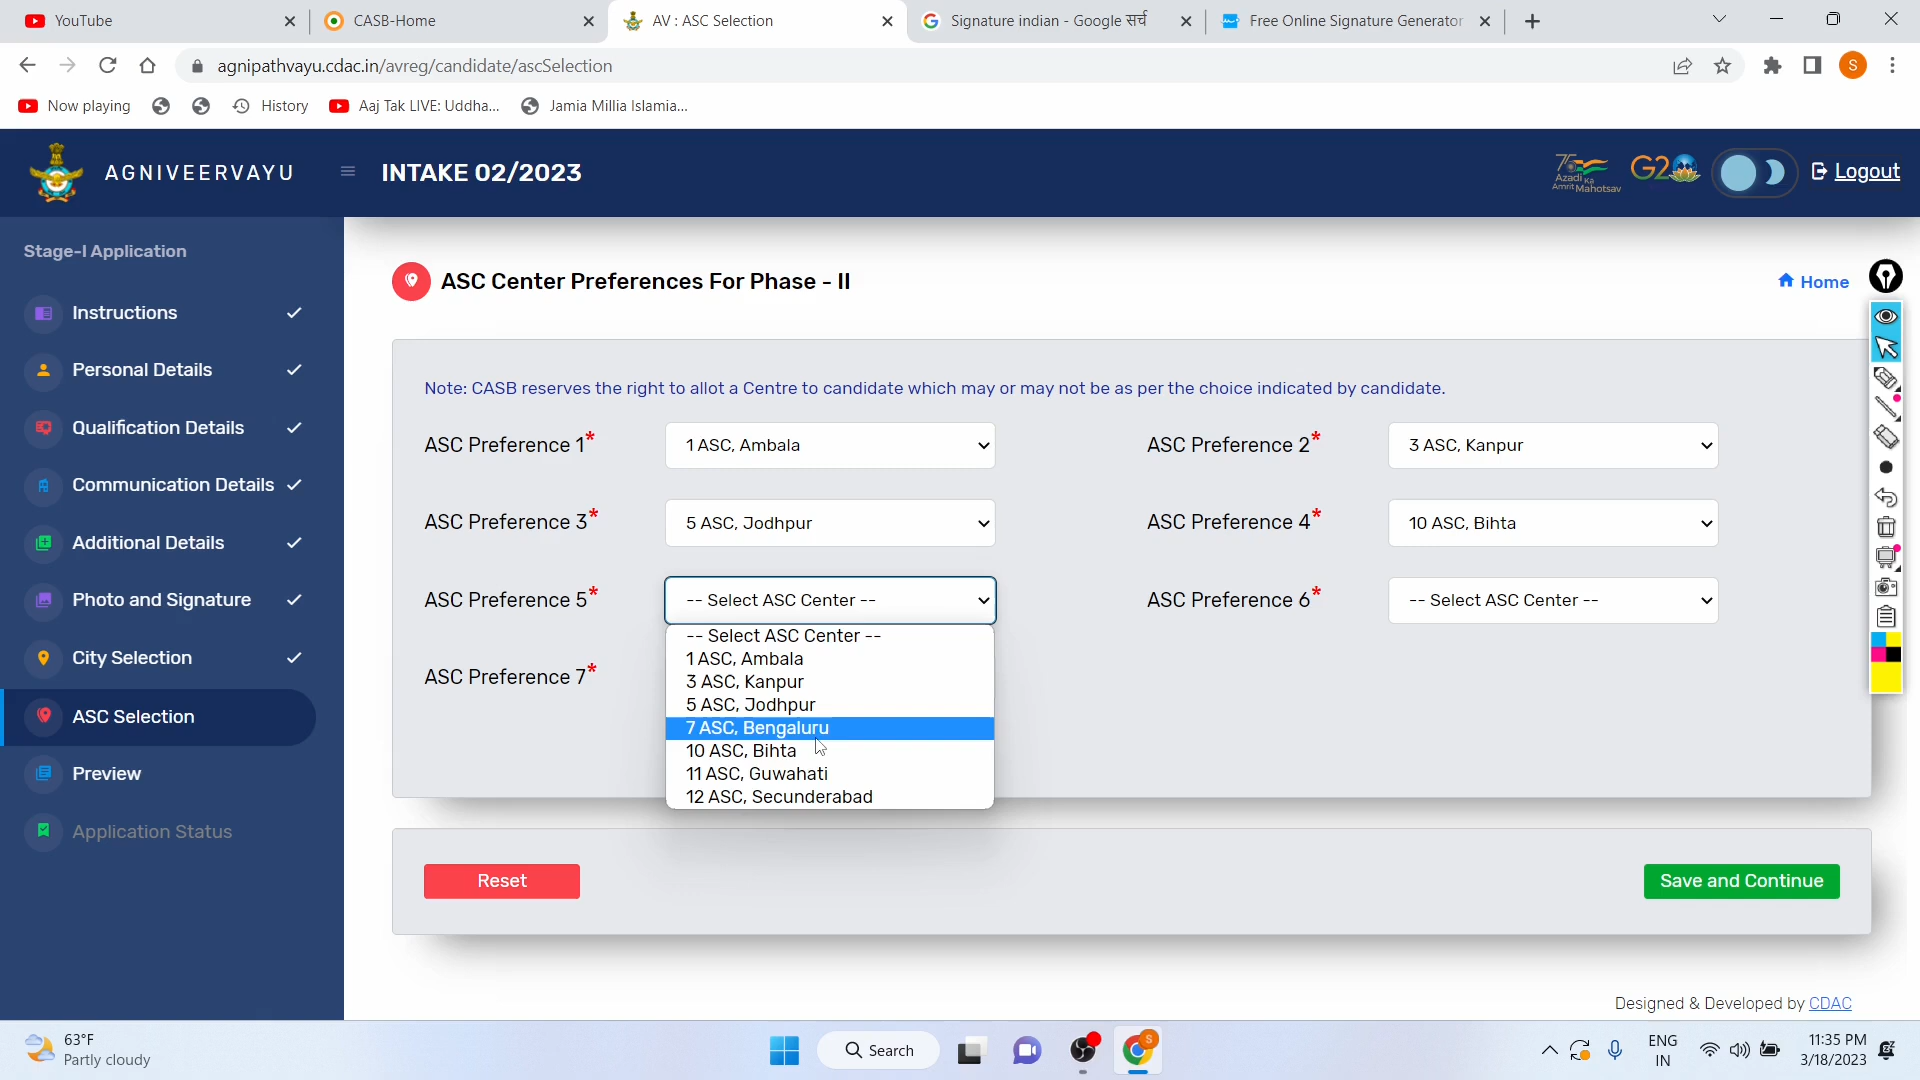 YouTube
CASB-Home
AV : ASC Selection
Signature indian - Google सर्च
Free Online Signature Generator
agnipathvayu.cdac.in/avreg/candidate/ascSelection
S
Now playing
History
Aaj Tak LIVE: Uddha...
Jamia Millia Islamia...
AGNIVEERVAYU
INTAKE 02/2023
75
Azadi Ka
Amrit Mahotsav
G20
Logout
Stage-I Application
Instructions
Personal Details
Qualification Details
Communication Details
Additional Details
Photo and Signature
City Selection
ASC Selection
Preview
Application Status
ASC Center Preferences For Phase - II
Home
Note: CASB reserves the right to allot a Centre to candidate which may or may not be as per the choice indicated by candidate.
ASC Preference 1*
1 ASC, Ambala
ASC Preference 2*
3 ASC, Kanpur
ASC Preference 3*
5 ASC, Jodhpur
ASC Preference 4*
10 ASC, Bihta
ASC Preference 5*
-- Select ASC Center --
ASC Preference 6*
-- Select ASC Center --
ASC Preference 7*
-- Select ASC Center --
1 ASC, Ambala
3 ASC, Kanpur
5 ASC, Jodhpur
7 ASC, Bengaluru
10 ASC, Bihta
11 ASC, Guwahati
12 ASC, Secunderabad
Reset
Save and Continue
Designed & Developed by CDAC
63°F
Partly cloudy
Search
S
ENG
IN
11:35 PM
3/18/2023